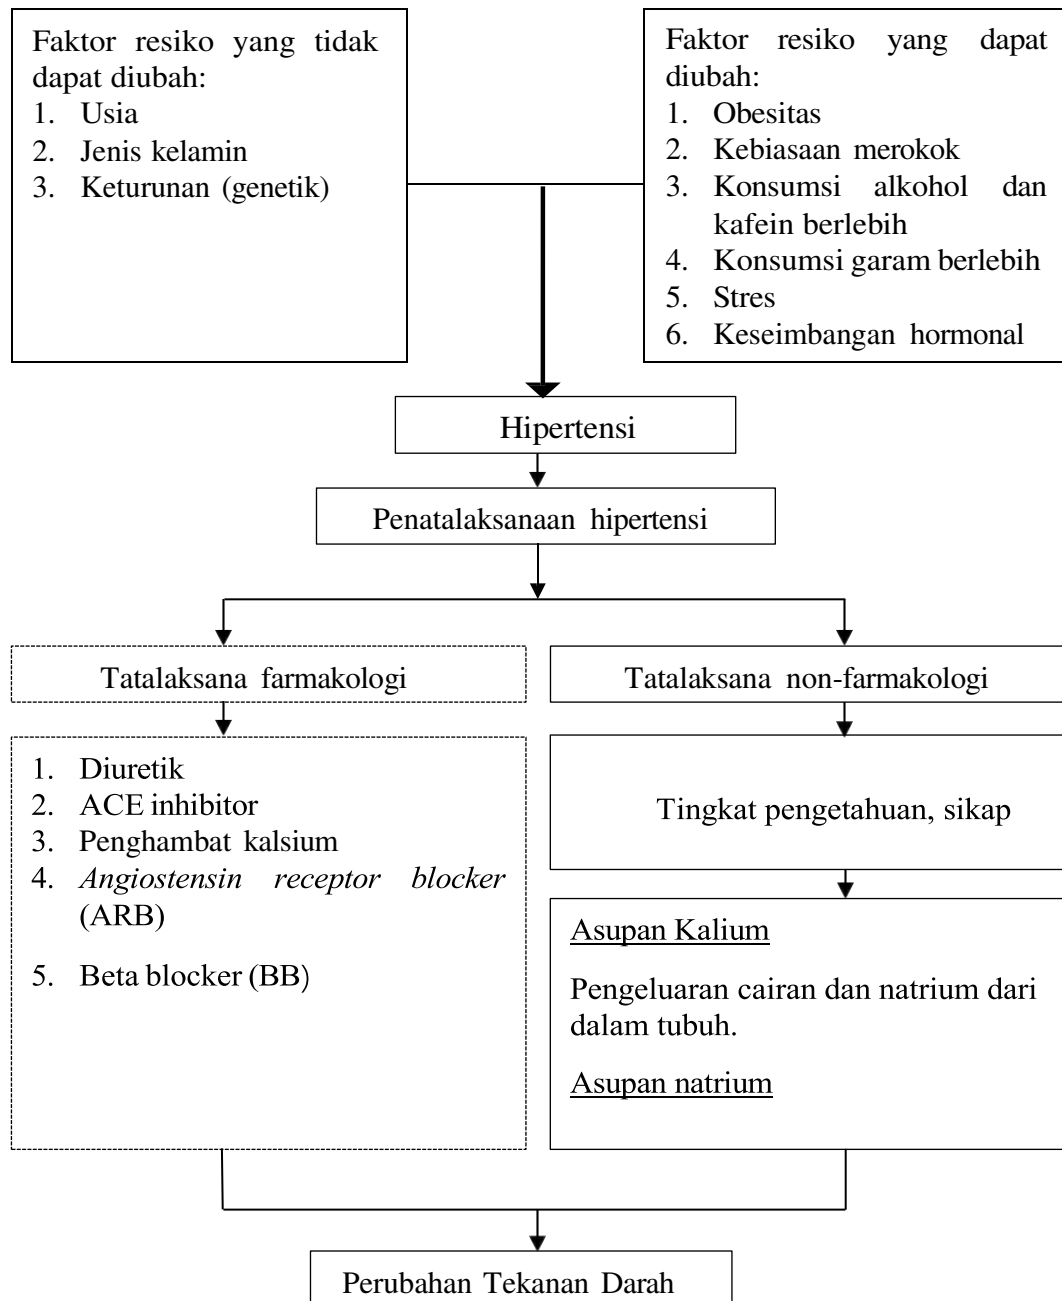 Faktor resiko yang tidak
dapat diubah:
1. Usia
2. Jenis kelamin
3. Keturunan (genetik)
Faktor resiko yang dapat
diubah:
1. Obesitas
2. Kebiasaan merokok
3. Konsumsi alkohol dan
kafein berlebih
4. Konsumsi garam berlebih
5. Stres
6. Keseimbangan hormonal
Hipertensi
Penatalaksanaan hipertensi
Tatalaksana farmakologi
Tatalaksana non-farmakologi
1. Diuretik
2. ACE inhibitor
3. Penghambat kalsium
4. Angiostensin receptor blocker
(ARB)
5. Beta blocker (BB)
Tingkat pengetahuan, sikap
Asupan Kalium
Pengeluaran cairan dan natrium dari
dalam tubuh.
Asupan natrium
Perubahan Tekanan Darah